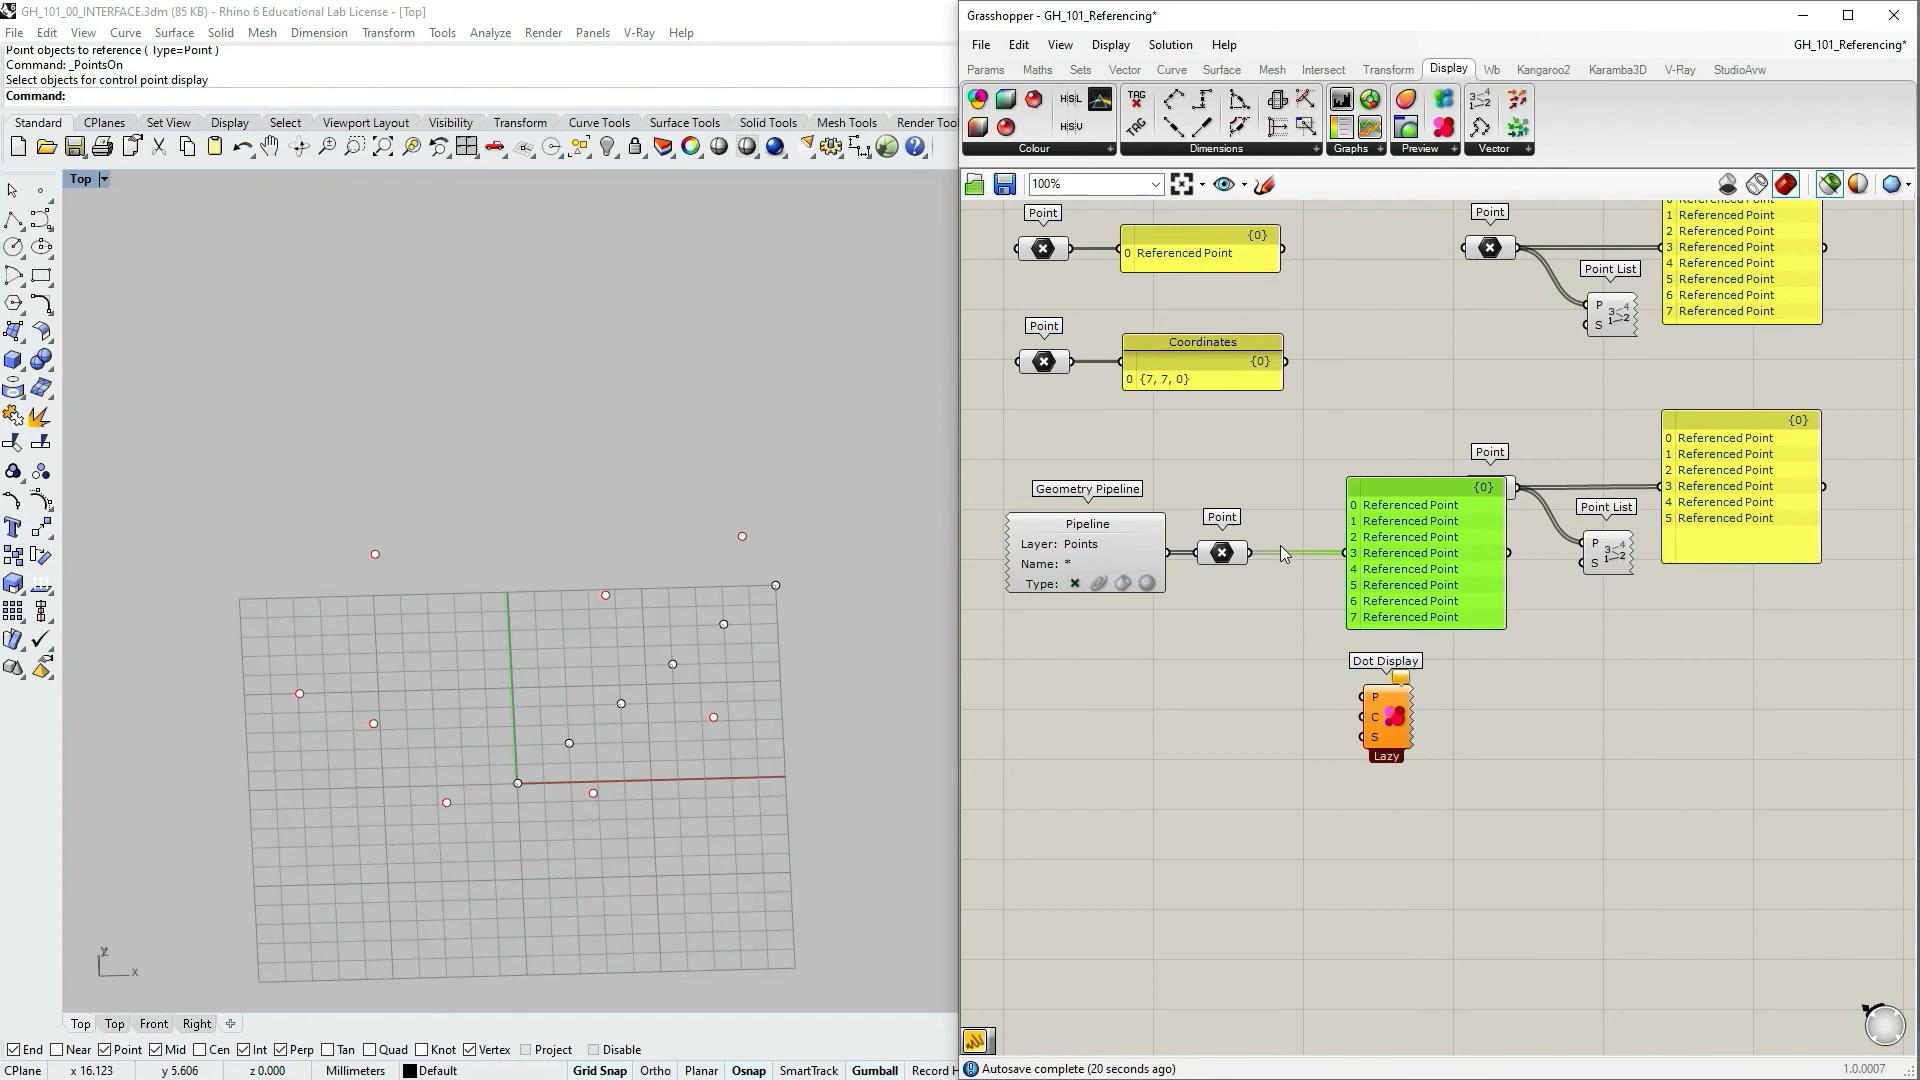 GH_101_00_INTERFACE.3dm (85 KB) - Rhino 6 Educational Lab License - [Top]
File Edit View Curve Surface Solid Mesh Dimension Transform Tools Analyze Render Panels V-Ray Help
Point objects to reference ( Type=Point )
Command: _PointsOn
Select objects for control point display
Command:
Standard CPlanes Set View Display Select Viewport Layout Visibility Transform Curve Tools Surface Tools Solid Tools Mesh Tools Render Too
Top
y
x
Top Top Front Right
End Near Point Mid Cen Int Perp Tan Quad Knot Vertex Project Disable
CPlane x 16.123 y 5.606 z 0.000 Millimeters Default Grid Snap Ortho Planar Osnap SmartTrack Gumball Record H
Grasshopper - GH_101_Referencing*
File Edit View Display Solution Help GH_101_Referencing*
Params Maths Sets Vector Curve Surface Mesh Intersect Transform Display Wb Kangaroo2 Karamba3D V-Ray StudioAvw
H·S·L
H·S·V
TAG
TAG
Colour Dimensions Graphs Preview Vector
100%
Point
{0}
0 Referenced Point
Point
Coordinates
{0}
0 {7, 7, 0}
Point
1 Referenced Point
2 Referenced Point
3 Referenced Point
4 Referenced Point
5 Referenced Point
6 Referenced Point
7 Referenced Point
Point List
P
S
Point
{0}
0 Referenced Point
1 Referenced Point
2 Referenced Point
3 Referenced Point
4 Referenced Point
5 Referenced Point
Point List
P
S
Geometry Pipeline
Pipeline
Layer: Points
Name: *
Type:
Point
{0}
0 Referenced Point
1 Referenced Point
2 Referenced Point
3 Referenced Point
4 Referenced Point
5 Referenced Point
6 Referenced Point
7 Referenced Point
Dot Display
P
C
S
Lazy
Autosave complete (20 seconds ago) 1.0.0007